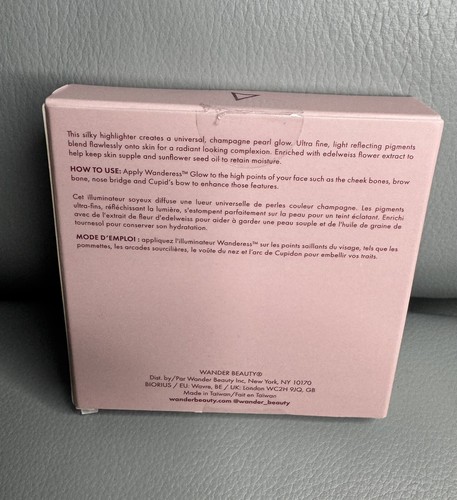 This silky highlighter creates a universal, champagne pearl glow. Ultra fine, light reflecting pigments
blend flawlessly onto skin for a radiant looking complexion. Enriched with edelweiss flower extract to
help keep skin supple and sunflower seed oil to retain moisture.
HOW TO USE: Apply Wanderess™ Glow to the high points of your face such as the cheek bones, brow
bone, nose bridge and Cupid's bow to enhance those features.
Cet illuminateur soyeux diffuse une lueur universelle de perles couleur champagne. Les pigments
ultra-fins, réfléchissant la lumière, s'estompent parfaitement sur la peau pour un teint éclatant. Enrichi
avec de l'extrait de fleur d'edelweiss pour aider à garder une peau souple et de l'huile de graine de
tournesol pour conserver son hydratation.
MODE D'EMPLOI : appliquez l'illuminateur Wanderess™ sur les points saillants du visage, tels que les
pommettes, les arcades sourcilières, le voûte du nez et l'arc de Cupidon pour embellir vos traits.
WANDER BEAUTY®
Dist. by/Par Wander Beauty Inc, New York, NY 10170
BIORIUS / EU: Wavre, BE / UK: London WC2H 9JQ, GB
Made in Taiwan/Fait en Taiwan
wanderbeauty.com @wander_beauty